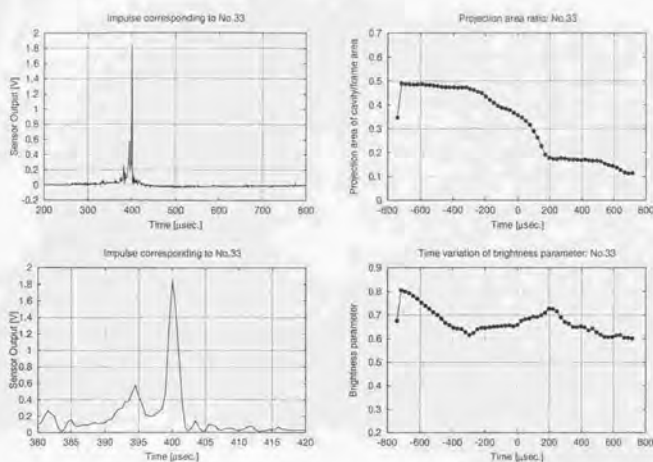 Impulse corresponding to No.33
Sensor Output [V]
2
1.8
1.6
1.4
1.2
1
0.8
0.6
0.4
0.2
0
-0.2
200 300 400 500 600 700 800
Time [μsec.]
Projection area ratio: No.33
Projection area of cavity/frame area
0.7
0.6
0.5
0.4
0.3
0.2
0.1
0
-800 -600 -400 -200 0 200 400 600 800
Time [μsec.]
Impulse corresponding to No.33
Sensor Output [V]
2
1.8
1.6
1.4
1.2
1
0.8
0.6
0.4
0.2
0
380 385 390 395 400 405 410 415 420
Time [μsec.]
Time variation of brightness parameter: No.33
Brightness parameter
0.9
0.8
0.7
0.6
0.5
0.4
0.3
0.2
-800 -600 -400 -200 0 200 400 600 800
Time [μsec.]